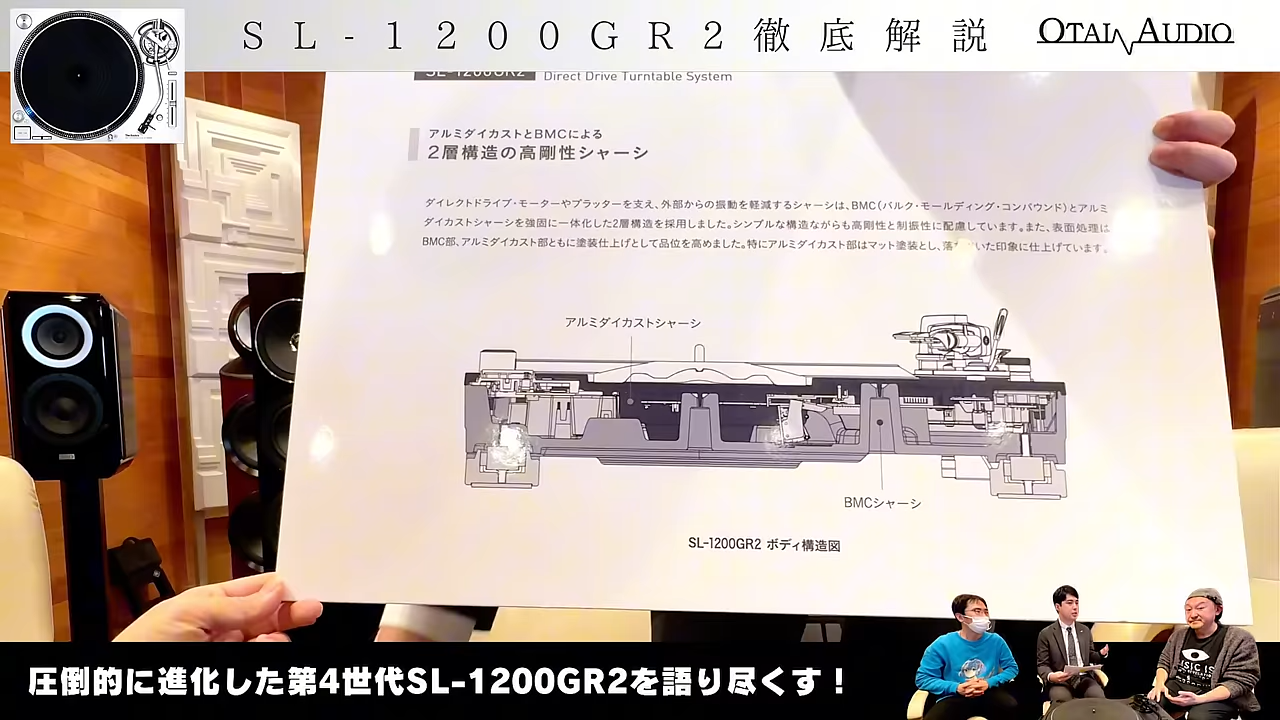 SL-1200GR2徹底解説
OTAI AUDIO
SL-1200GR2 Direct Drive Turntable System
アルミダイカストとBMCによる
2層構造の高剛性シャーシ
ダイレクトドライブ・モーターやプラッターを支え、外部からの振動を軽減するシャーシは、BMC(バルク・モールディング・コンパウンド)とアルミ
ダイカストシャーシを強固に一体化した2層構造を採用しました。シンプルな構造ながらも高剛性と制振性に配慮しています。また、表面処理は
BMC部、アルミダイカスト部ともに塗装仕上げとして品位を高めました。特にアルミダイカスト部はマット塗装とし、落いた印象に仕上げています。
アルミダイカストシャーシ
BMCシャーシ
SL-1200GR2 ボディ構造図
圧倒的に進化した第4世代SL-1200GR2を語り尽くす!